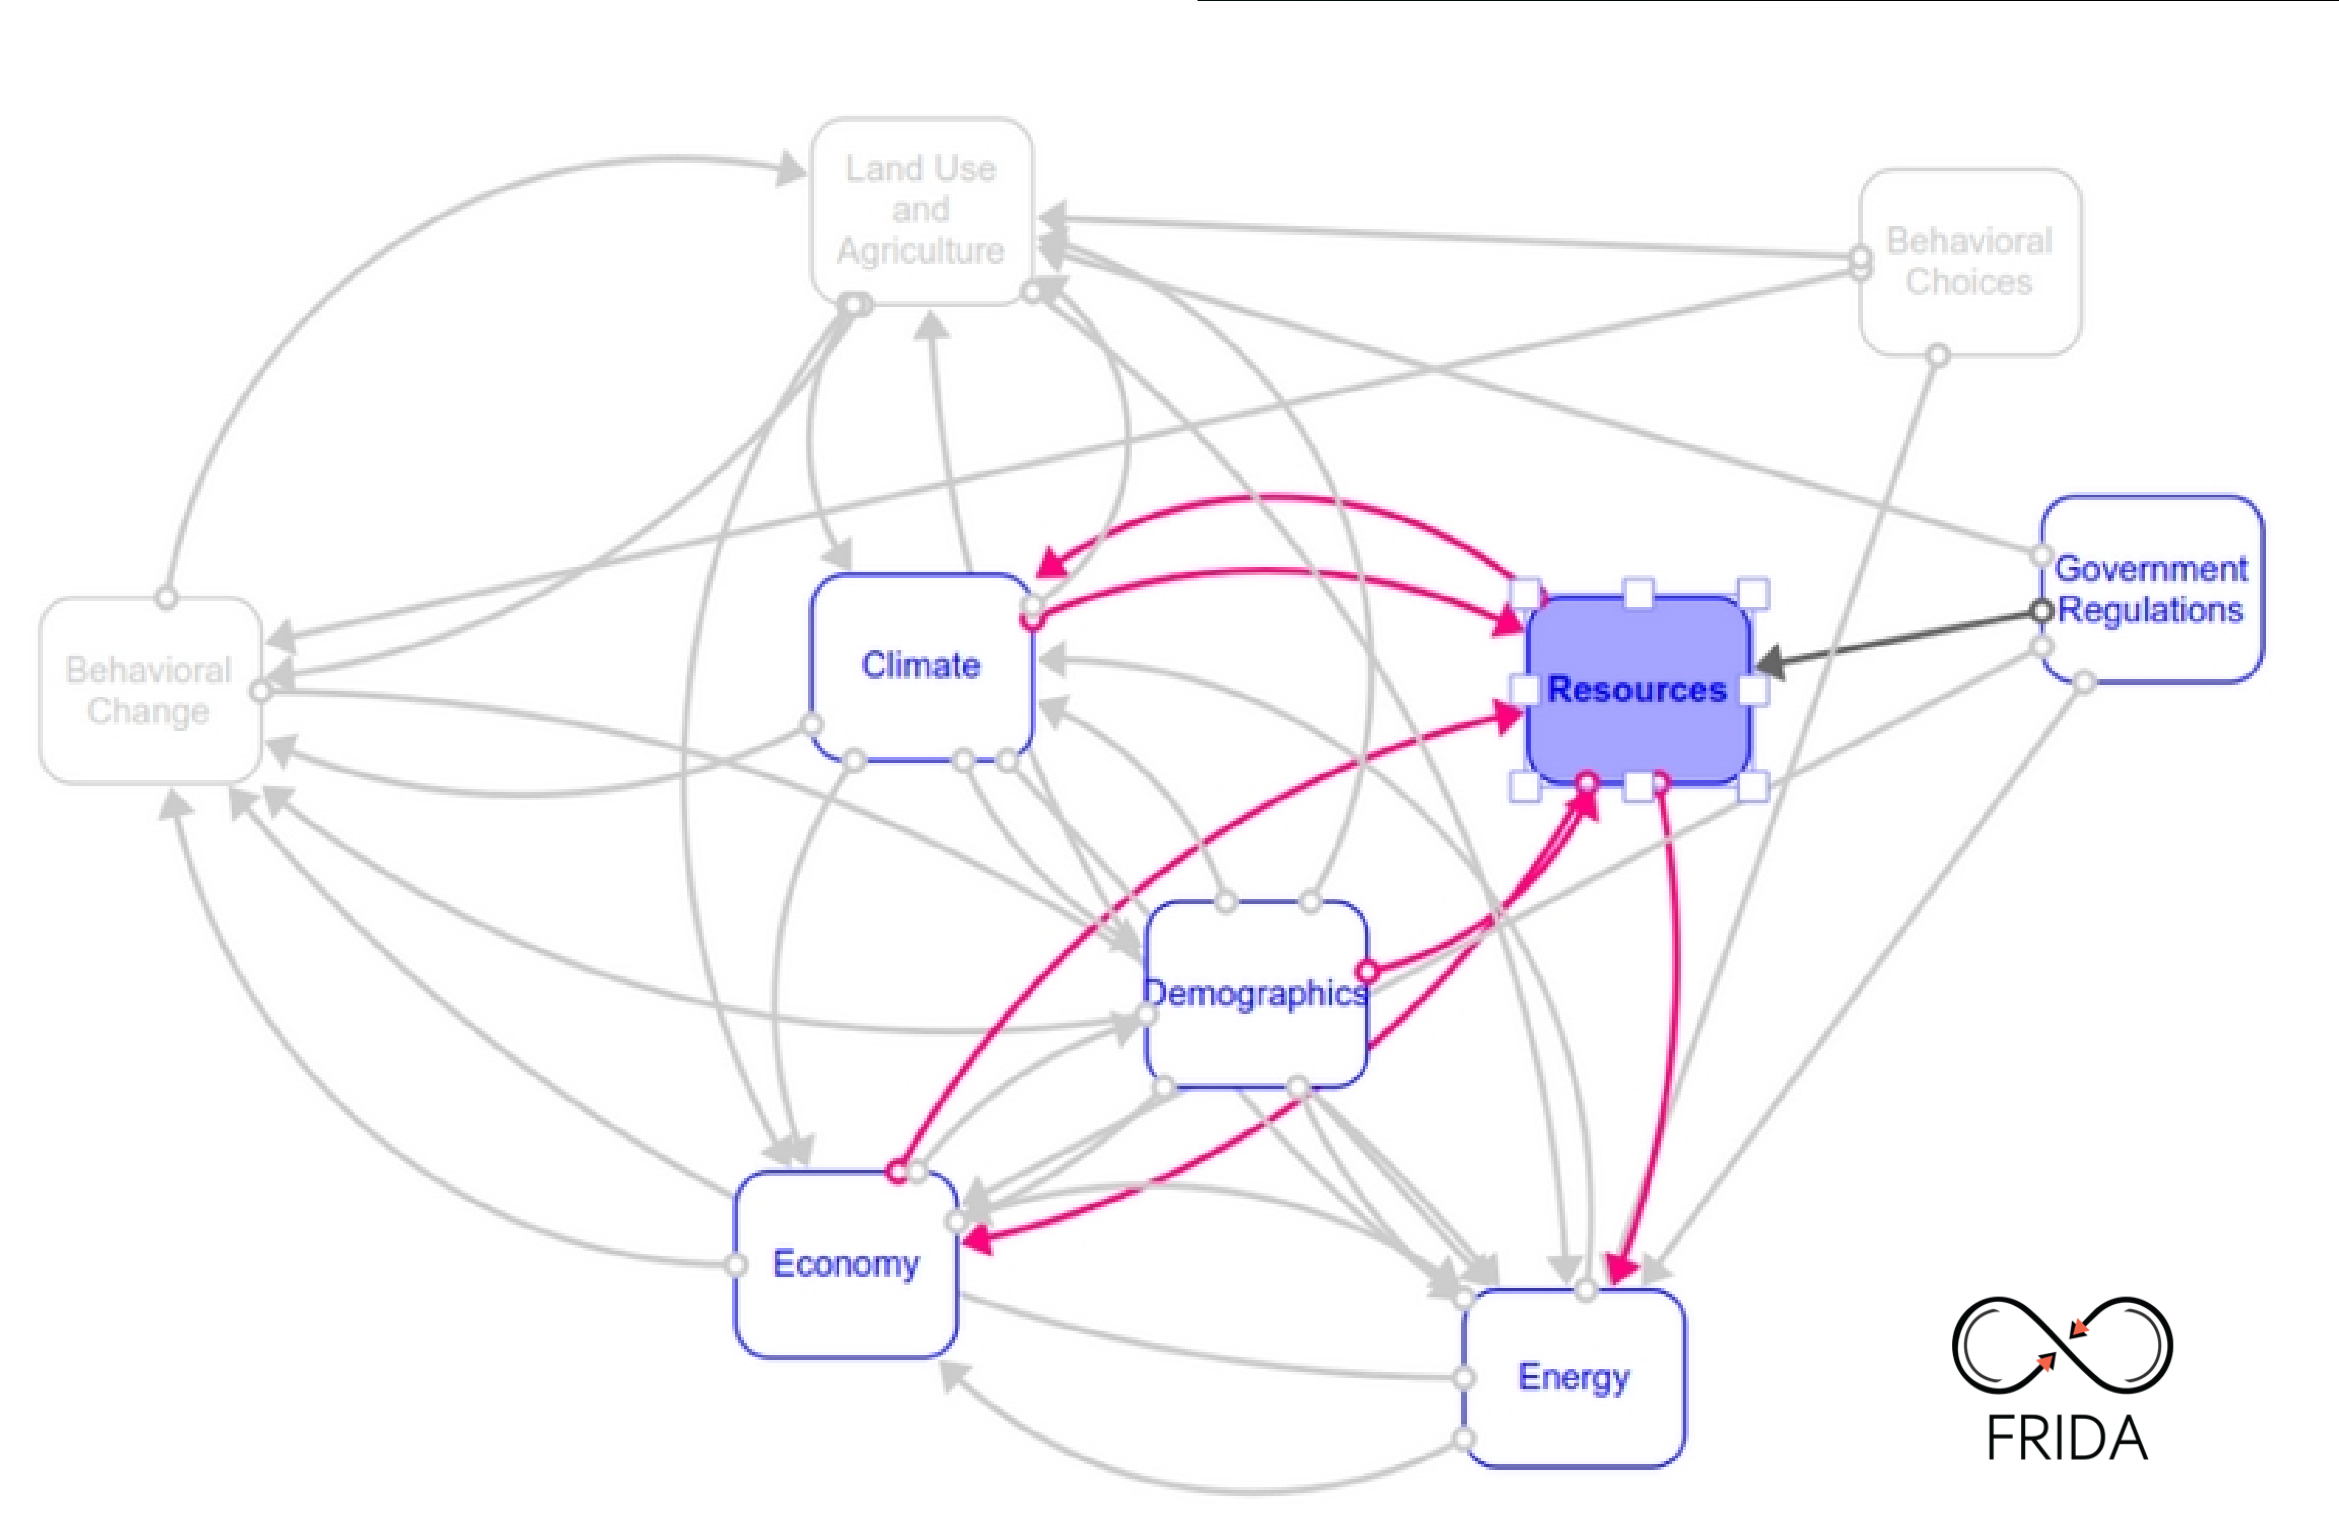 Land Use
and
Agriculture
Behavioral
Choices
Government
Regulations
Climate
Behavioral
Change
Resources
Demographics
Economy
Energy
FRIDA